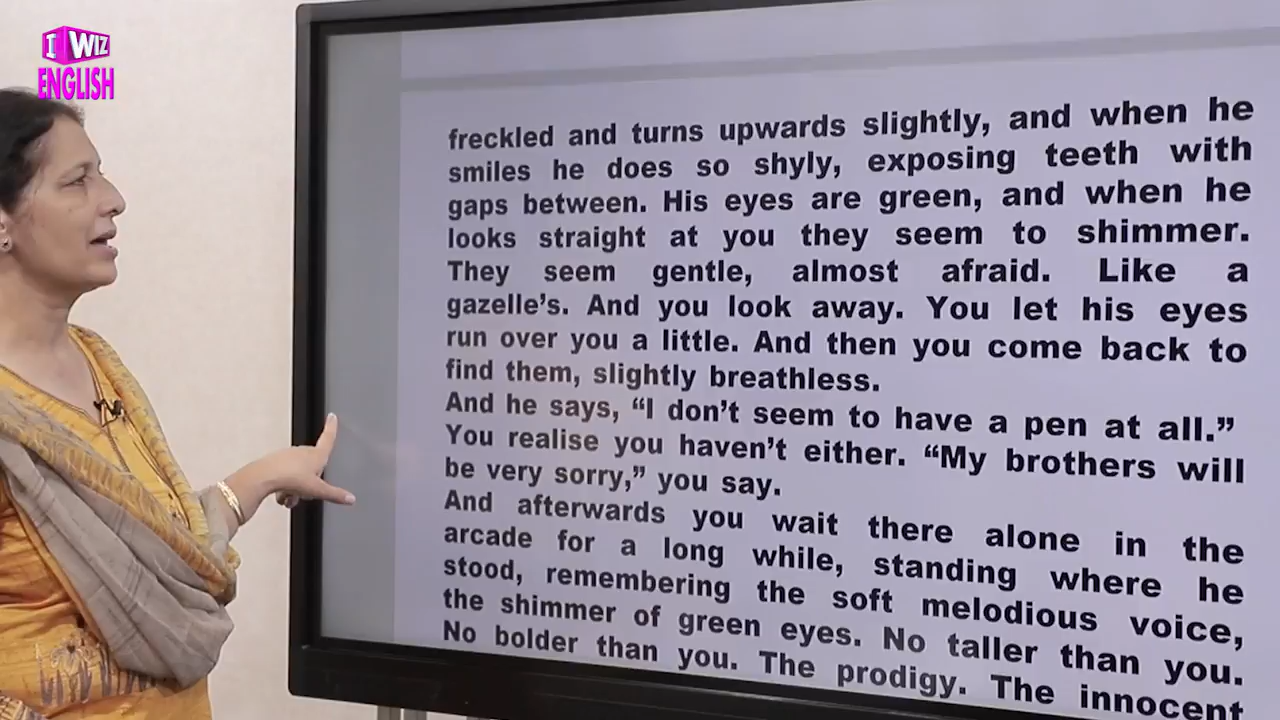 I WIZ
ENGLISH
freckled and turns upwards slightly, and when he
smiles he does so shyly, exposing teeth with
gaps between. His eyes are green, and when he
looks straight at you they seem to shimmer.
They seem gentle, almost afraid. Like a
gazelle’s. And you look away. You let his eyes
run over you a little. And then you come back to
find them, slightly breathless.
And he says, “I don’t seem to have a pen at all.”
You realise you haven’t either. “My brothers will
be very sorry,” you say.
And afterwards you wait there alone in the
arcade for a long while, standing where he
stood, remembering the soft melodious voice,
the shimmer of green eyes. No taller than you.
No bolder than you. The prodigy. The innocent